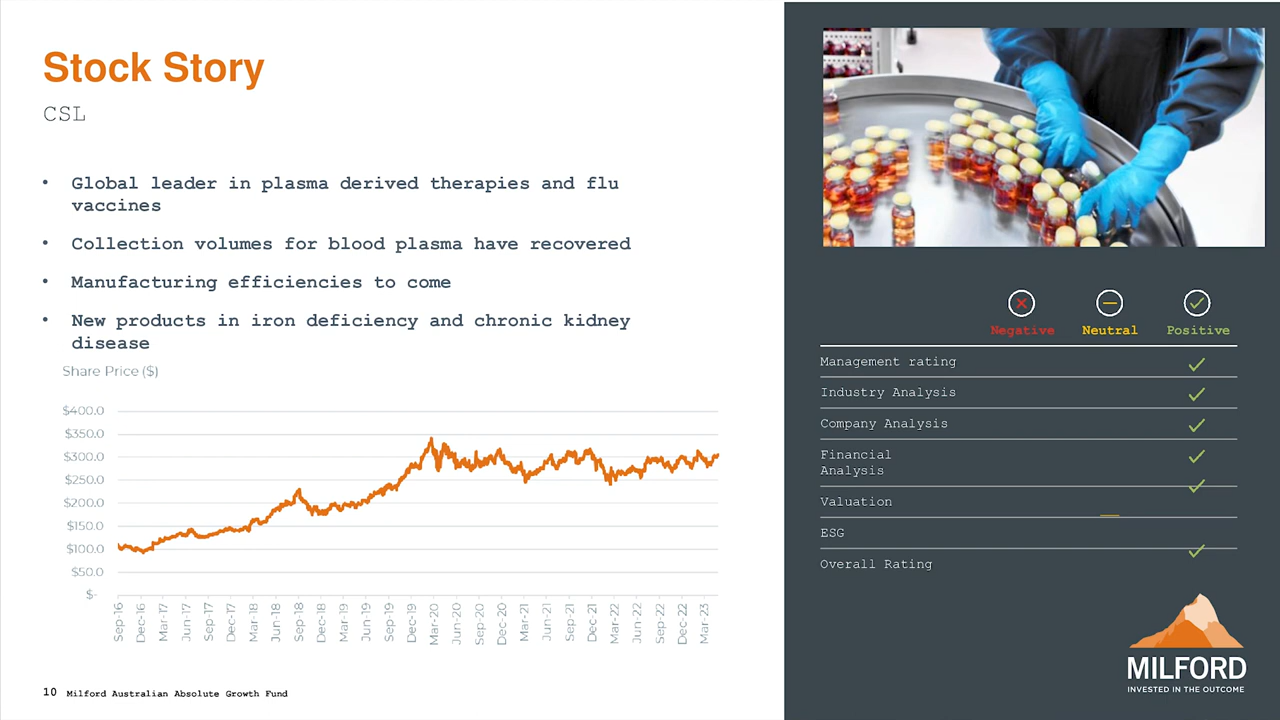 Stock Story
CSL
• Global leader in plasma derived therapies and flu
vaccines
• Collection volumes for blood plasma have recovered
• Manufacturing efficiencies to come
• New products in iron deficiency and chronic kidney
disease
Share Price ($)
$400.0
$350.0
$300.0
$250.0
$200.0
$150.0
$100.0
$50.0
$-
Sep-16
Dec-16
Mar-17
Jun-17
Sep-17
Dec-17
Mar-18
Jun-18
Sep-18
Dec-18
Mar-19
Jun-19
Sep-19
Dec-19
Mar-20
Jun-20
Sep-20
Dec-20
Mar-21
Jun-21
Sep-21
Dec-21
Mar-22
Jun-22
Sep-22
Dec-22
Mar-23
10 Milford Australian Absolute Growth Fund
Negative Neutral Positive
Management rating
Industry Analysis
Company Analysis
Financial
Analysis
Valuation
ESG
Overall Rating
MILFORD
INVESTED IN THE OUTCOME